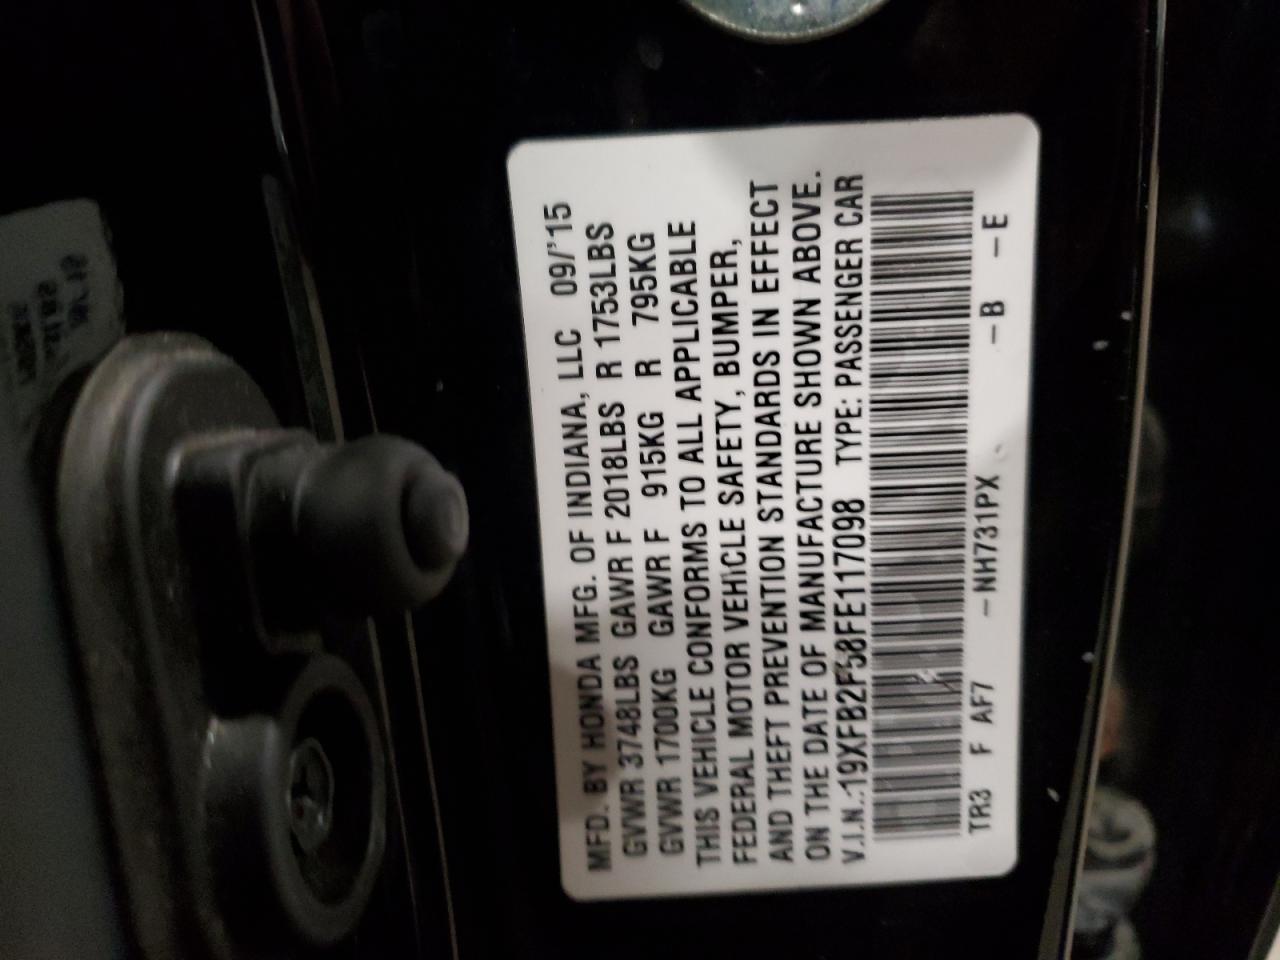 MFD. BY HONDA MFG. OF INDIANA, LLC 09/'15
GVWR 3748LBS GAWR F 2018LBS R 1753LBS
GVWR 1700KG GAWR F 915KG R 795KG
THIS VEHICLE CONFORMS TO ALL APPLICABLE
FEDERAL MOTOR VEHICLE SAFETY, BUMPER,
AND THEFT PREVENTION STANDARDS IN EFFECT
ON THE DATE OF MANUFACTURE SHOWN ABOVE.
V.I.N.:19XFB2F58FE117098 TYPE: PASSENGER CAR
TR3 F AF7 -NH731PX -B -E